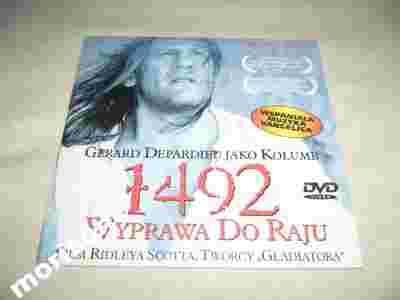 WSPANIAŁA
MUZYKA
VANGELISA
GERARD DEPARDIEU JAKO KOLUMB
1492
DVD
WYPRAWA DO RAJU
FILM RIDLEYA SCOTTA, TWÓRCY „GLADIATORA"